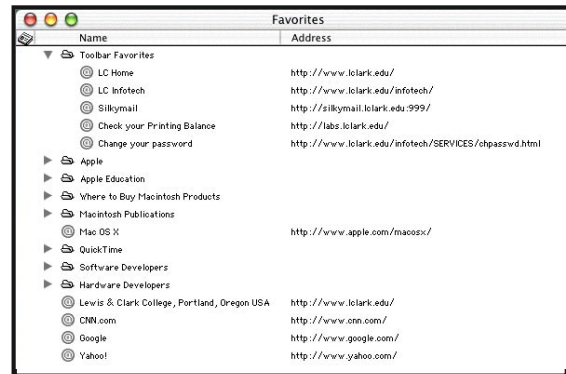 Favorites
Name Address
Toolbar Favorites
LC Home http://www.lclark.edu/
LC Infotech http://www.lclark.edu/infotech/
Silkymail http://silkymail.lclark.edu:999/
Check your Printing Balance http://labs.lclark.edu/
Change your password http://www.lclark.edu/infotech/SERVICES/chpasswd.html
Apple
Apple Education
Where to Buy Macintosh Products
Macintosh Publications
Mac OS X http://www.apple.com/macosx/
QuickTime
Software Developers
Hardware Developers
Lewis & Clark College, Portland, Oregon USA http://www.lclark.edu/
CNN.com http://www.cnn.com/
Google http://www.google.com/
Yahoo! http://www.yahoo.com/